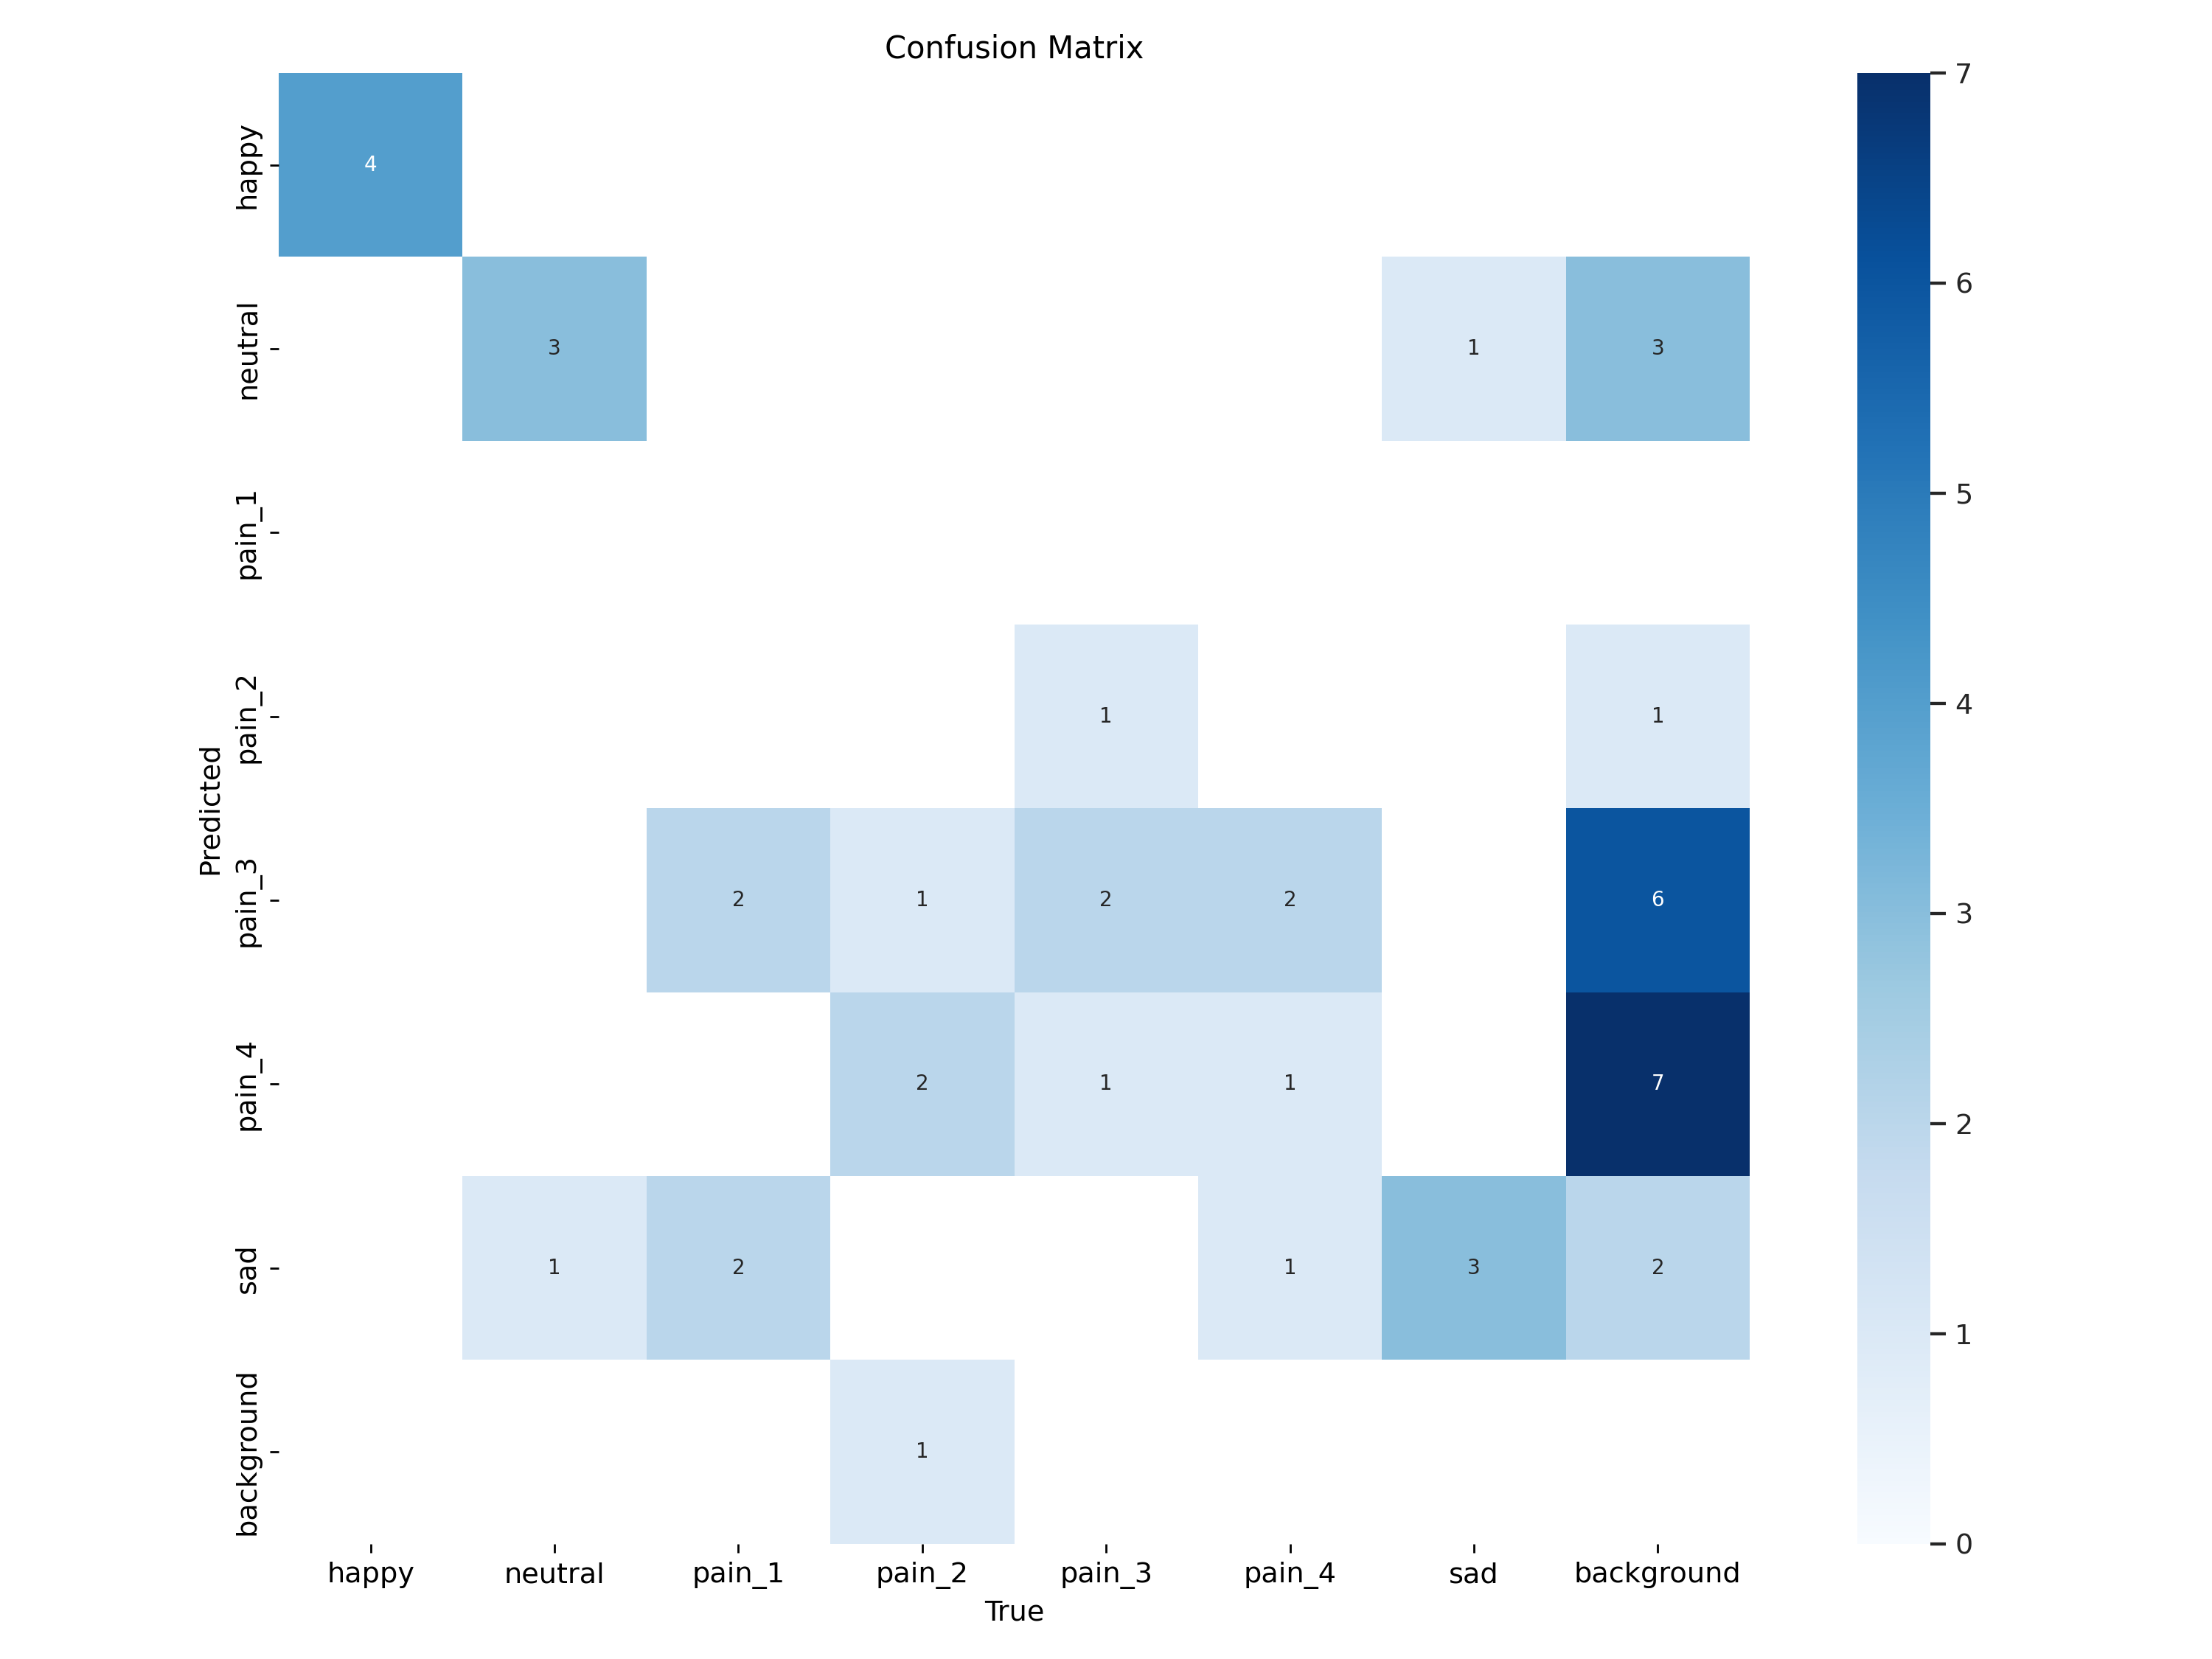 Confusion Matrix
happy
neutral
pain_1
pain_2
pain_3
pain_4
sad
background
Predicted
4
3 1 3
1 1
2 1 2 2 6
2 1 1 7
1 2 1 3 2
1
happy neutral pain_1 pain_2 pain_3 pain_4 sad background
True
7
6
5
4
3
2
1
0